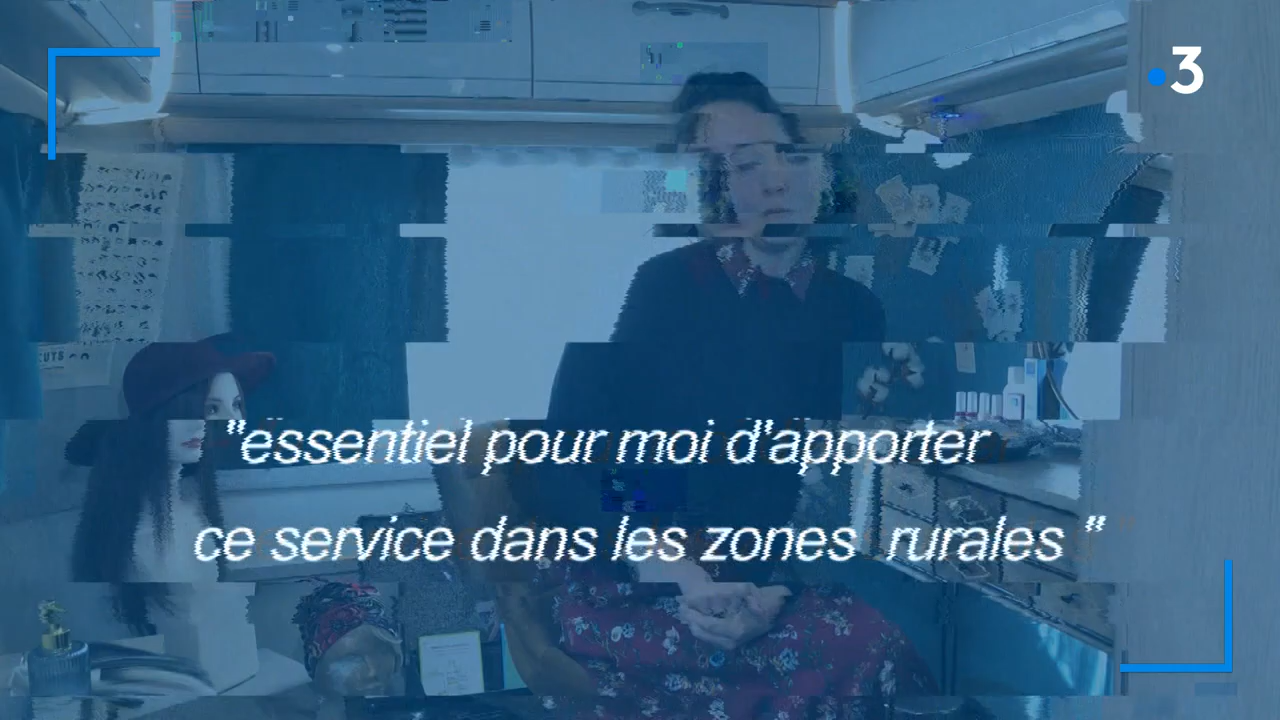 3
"essentiel pour moi d'apporter
ce service dans les zones rurales "
CUTS